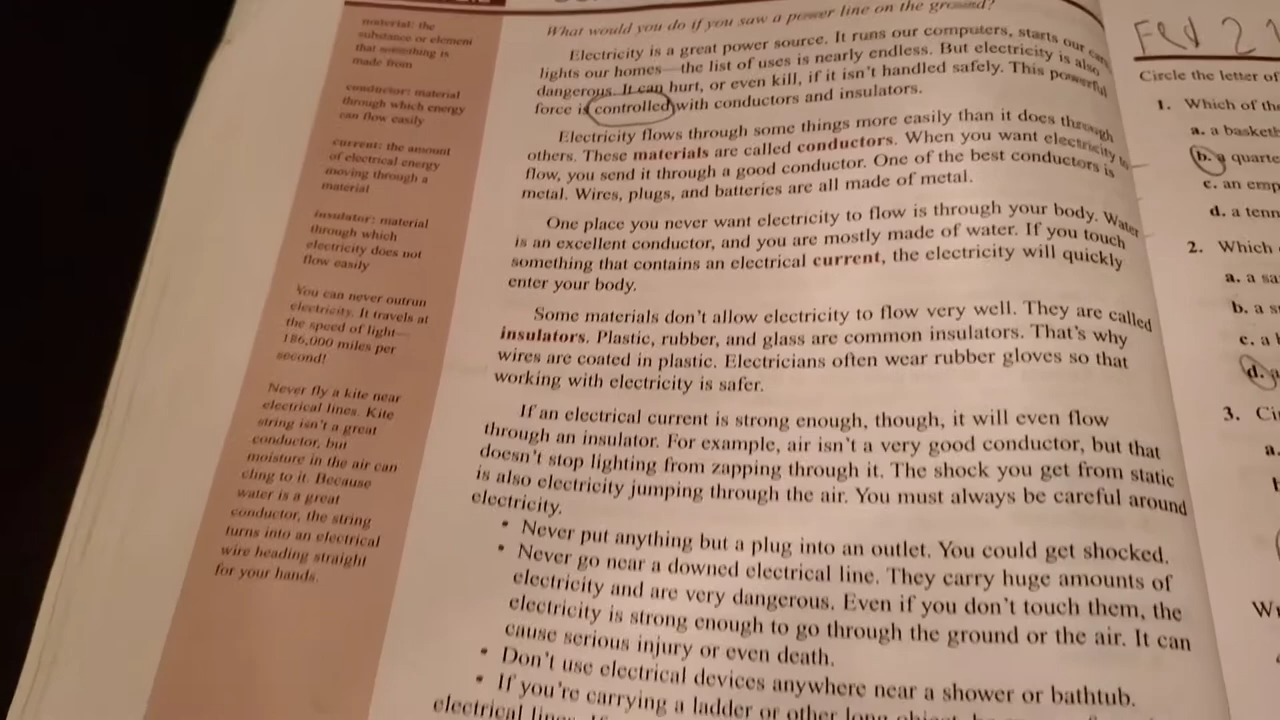 material: the
substance or element
that something is
made from
conductor: material
through which energy
can flow easily
current: the amount
of electrical energy
moving through a
material
insulator: material
through which
electricity does not
flow easily
You can never outrun
electricity. It travels at
the speed of light—
186,000 miles per
second!
Never fly a kite near
electrical lines. Kite
string isn't a great
conductor, but
moisture in the air can
cling to it. Because
water is a great
conductor, the string
turns into an electrical
wire heading straight
for your hands.
What would you do if you saw a power line on the ground?
Electricity is a great power source. It runs our computers, starts our cars,
lights our homes—the list of uses is nearly endless. But electricity is also
dangerous. It can hurt, or even kill, if it isn't handled safely. This powerful
force is controlled with conductors and insulators.
Electricity flows through some things more easily than it does through
others. These materials are called conductors. When you want electricity to
flow, you send it through a good conductor. One of the best conductors is
metal. Wires, plugs, and batteries are all made of metal.
One place you never want electricity to flow is through your body. Water
is an excellent conductor, and you are mostly made of water. If you touch
something that contains an electrical current, the electricity will quickly
enter your body.
Some materials don't allow electricity to flow very well. They are called
insulators. Plastic, rubber, and glass are common insulators. That's why
wires are coated in plastic. Electricians often wear rubber gloves so that
working with electricity is safer.
If an electrical current is strong enough, though, it will even flow
through an insulator. For example, air isn't a very good conductor, but that
doesn't stop lighting from zapping through it. The shock you get from static
is also electricity jumping through the air. You must always be careful around
electricity.
• Never put anything but a plug into an outlet. You could get shocked.
• Never go near a downed electrical line. They carry huge amounts of
electricity and are very dangerous. Even if you don't touch them, the
electricity is strong enough to go through the ground or the air. It can
cause serious injury or even death.
• Don't use electrical devices anywhere near a shower or bathtub.
• If you're carrying a ladder or other long
electrical
Circle the letter of
1. Which of
a. a
b. a
c. an
d. a
2. Which
a. a
b. a
c. a
d.
3.
a.